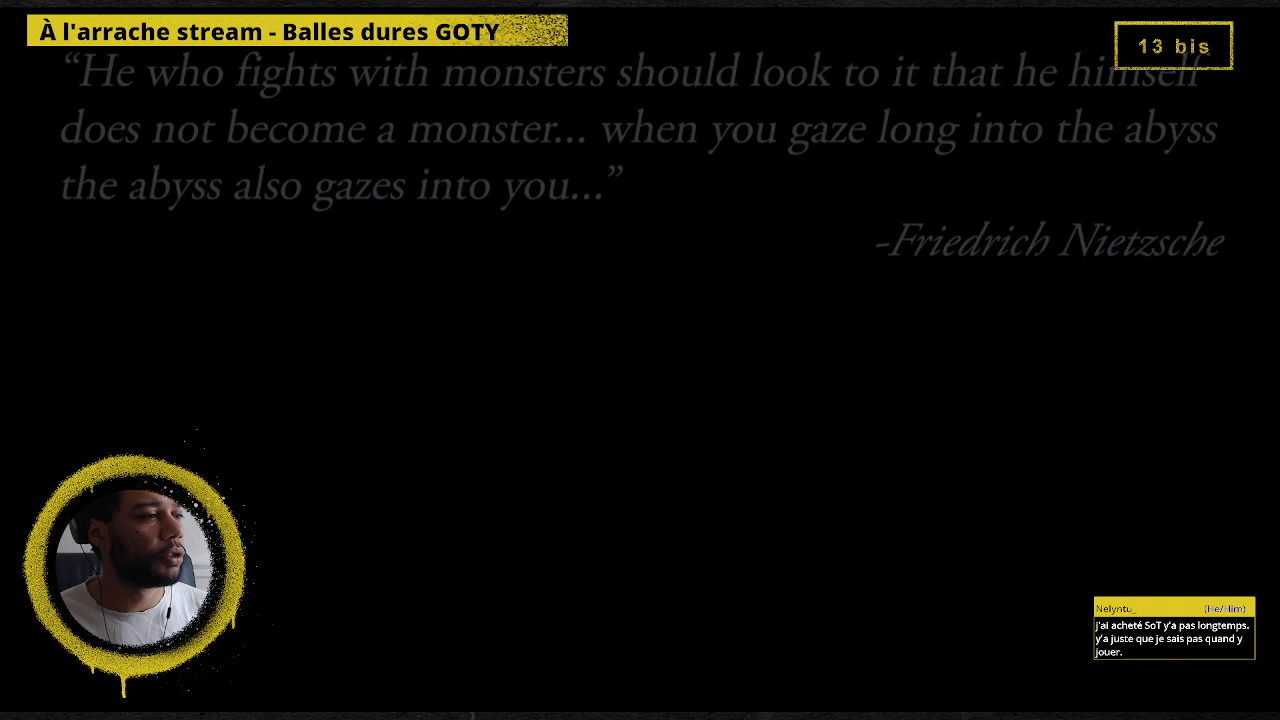 À l'arrache stream - Balles dures GOTY
13 bis
“He who fights with monsters should look to it that he himself
does not become a monster... when you gaze long into the abyss
the abyss also gazes into you...”
-Friedrich Nietzsche
Nelyntu_ (He/Him)
j'ai acheté SoT y'a pas longtemps.
y'a juste que je sais pas quand y
jouer.